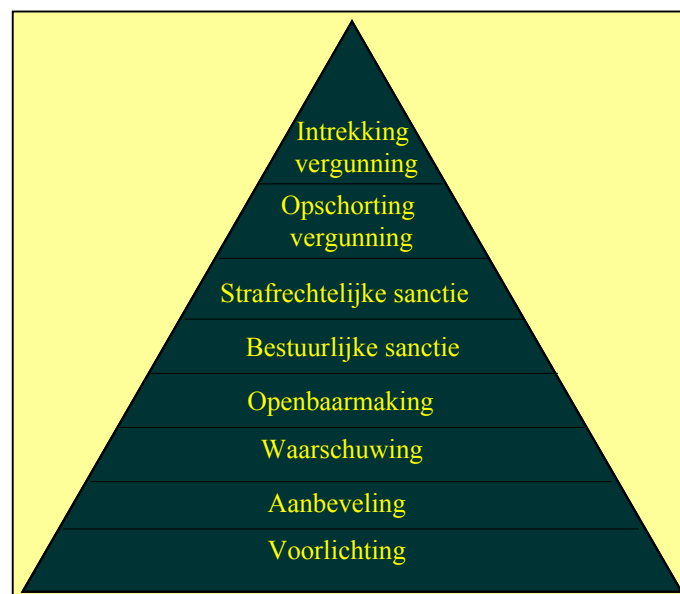 Intrekking
vergunning
Opschorting
vergunning
Strafrechtelijke sanctie
Bestuurlijke sanctie
Openbaarmaking
Waarschuwing
Aanbeveling
Voorlichting